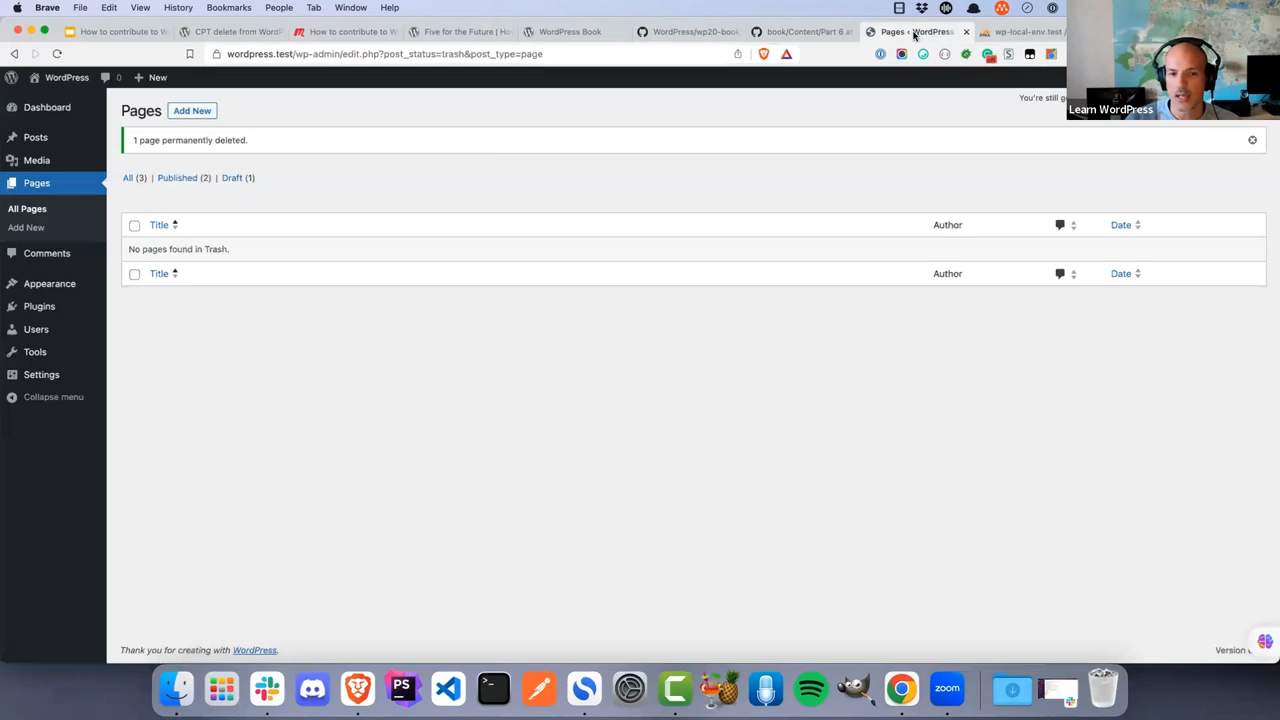 Brave File Edit View History Bookmarks People Tab Window Help
How to contribute to W CPT delete from WordP How to contribute to W Five for the Future | Ho WordPress Book WordPress/wp20-book book/Content/Part 6 at Pages ‹ WordPress wp-local-env.test /
wordpress.test/wp-admin/edit.php?post_status=trash&post_type=page
WordPress 0 New
Learn WordPress
Dashboard
Posts
Media
Pages
All Pages
Add New
Comments
Appearance
Plugins
Users
Tools
Settings
Collapse menu
Pages Add New
You're still
1 page permanently deleted.
All (3) | Published (2) | Draft (1)
Title Author Date
No pages found in Trash.
Title Author Date
Thank you for creating with WordPress. Version
PS
zoom